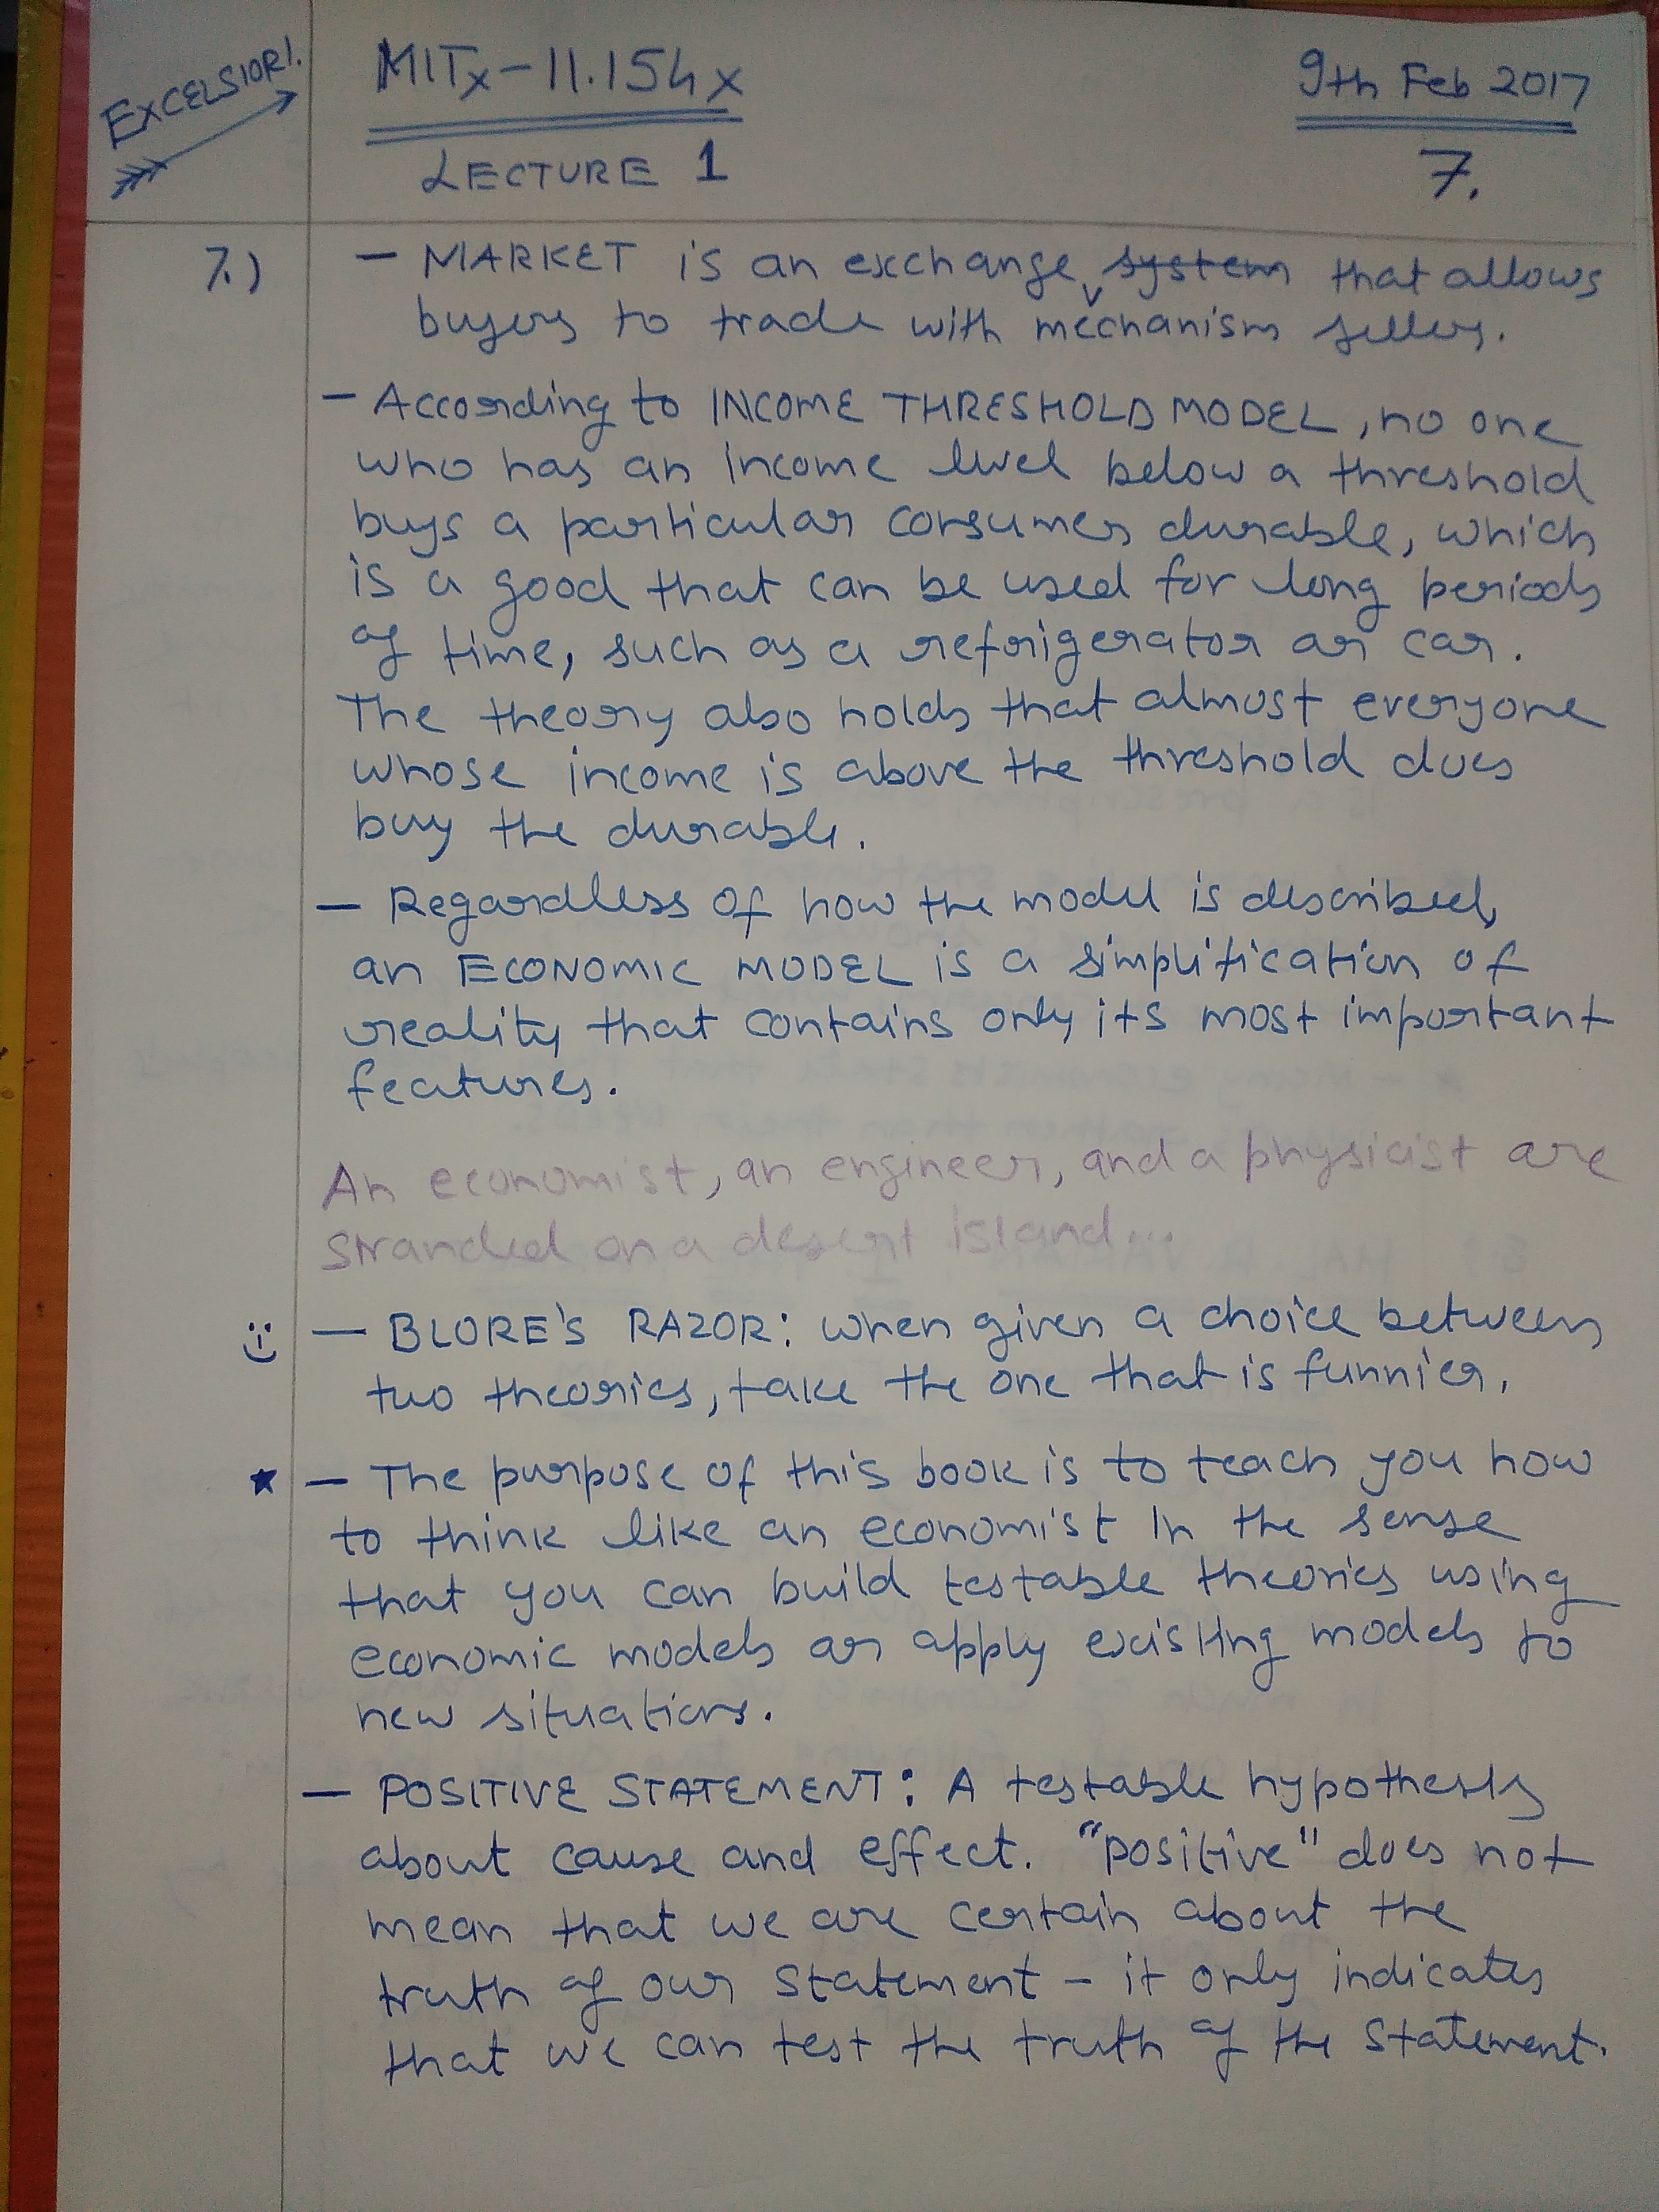 EXCELSIOR!
MITx-11.154x
9th Feb 2017
LECTURE 1
7.
7.)
- MARKET is an exchange system that allows
buyers to trade with mechanism sellers.
- According to INCOME THRESHOLD MODEL, no one
who has an income level below a threshold
buys a particular consumer durable, which
is a good that can be used for long periods
of time, such as a refrigerator or car.
The theory also holds that almost everyone
whose income is above the threshold does
buy the durable.
- Regardless of how the model is described,
an ECONOMIC MODEL is a simplification of
reality that contains only its most important
features.
An economist, an engineer, and a physicist are
stranded on a desert island...
- BLORE'S RAZOR: when given a choice between
two theories, take the one that is funnier.
★ - The purpose of this book is to teach you how
to think like an economist in the sense
that you can build testable theories using
economic models or apply existing models to
new situations.
- POSITIVE STATEMENT: A testable hypothesis
about cause and effect. "positive" does not
mean that we are certain about the
truth of our statement - it only indicates
that we can test the truth of the statement.